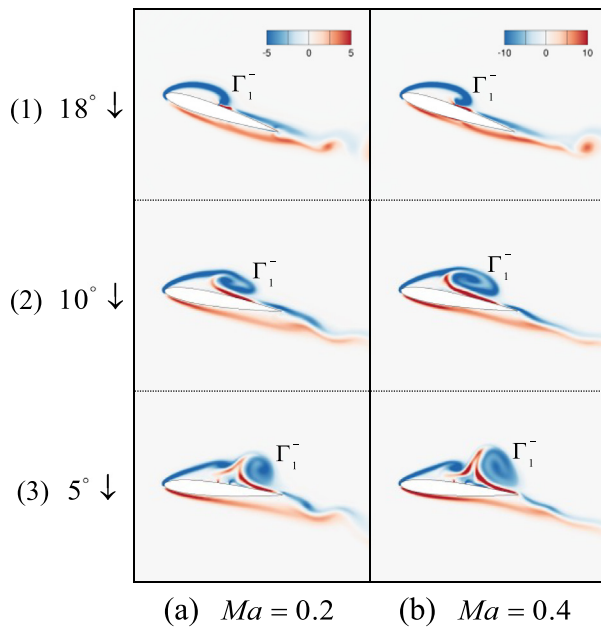 -5 0 5
-10 0 10
(1) 18° ↓
Γ₁⁻
Γ₁⁻
(2) 10° ↓
Γ₁⁻
Γ₁⁻
(3) 5° ↓
Γ₁⁻
Γ₁⁻
(a) Ma = 0.2
(b) Ma = 0.4